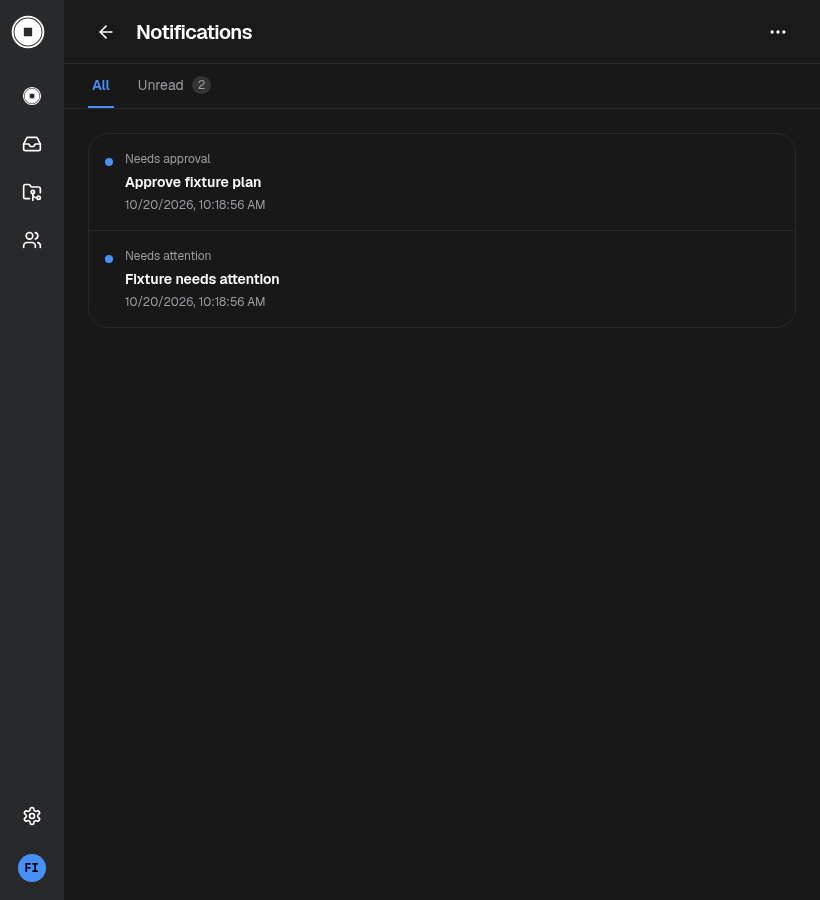 Notifications
All
Unread 2
Needs approval
Approve fixture plan
10/20/2026, 10:18:56 AM
Needs attention
Fixture needs attention
10/20/2026, 10:18:56 AM
FI